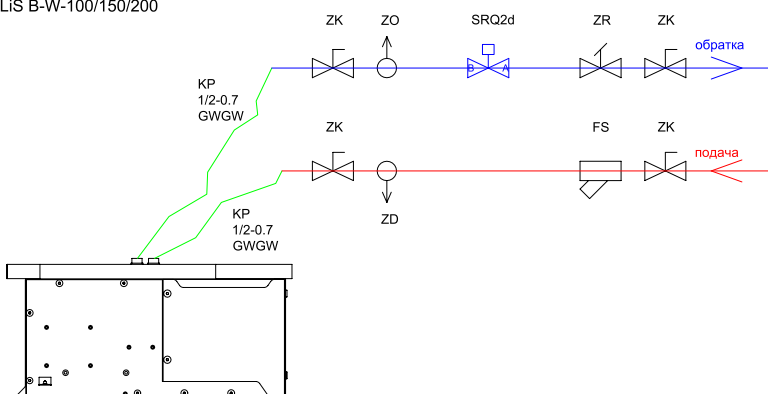 LiS B-W-100/150/200
ZK ZO SRQ2d ZR ZK
обратка
B A
KP
1/2-0.7
GWGW
ZK FS ZK
подача
ZD
KP
1/2-0.7
GWGW